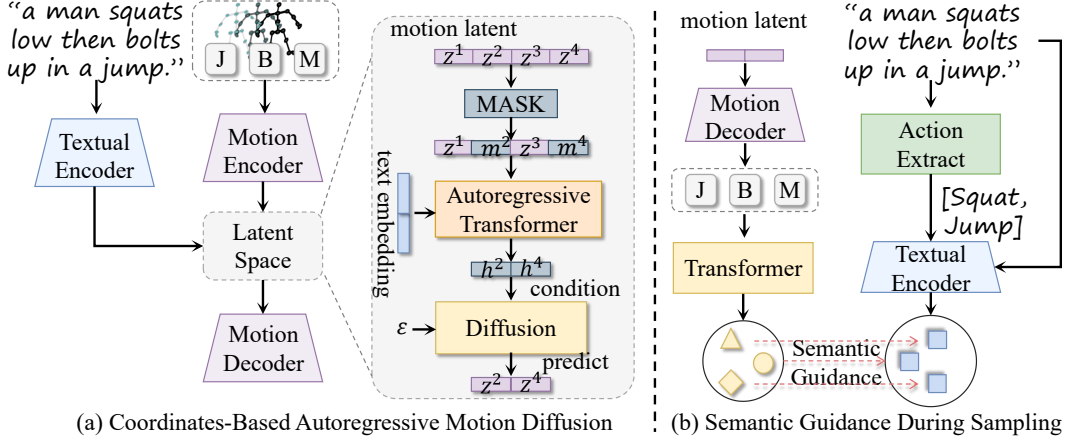 “a man squats
low then bolts
up in a jump.”
J B M
Textual
Encoder
Motion
Encoder
Latent
Space
Motion
Decoder
motion latent
z¹ z² z³ z⁴
MASK
z¹ m² z³ m⁴
text embedding
Autoregressive
Transformer
h² h⁴
condition
ε
Diffusion
predict
z² z⁴
(a) Coordinates-Based Autoregressive Motion Diffusion
motion latent
Motion
Decoder
J B M
Transformer
“a man squats
low then bolts
up in a jump.”
Action
Extract
[Squat,
Jump]
Textual
Encoder
Semantic
Guidance
(b) Semantic Guidance During Sampling